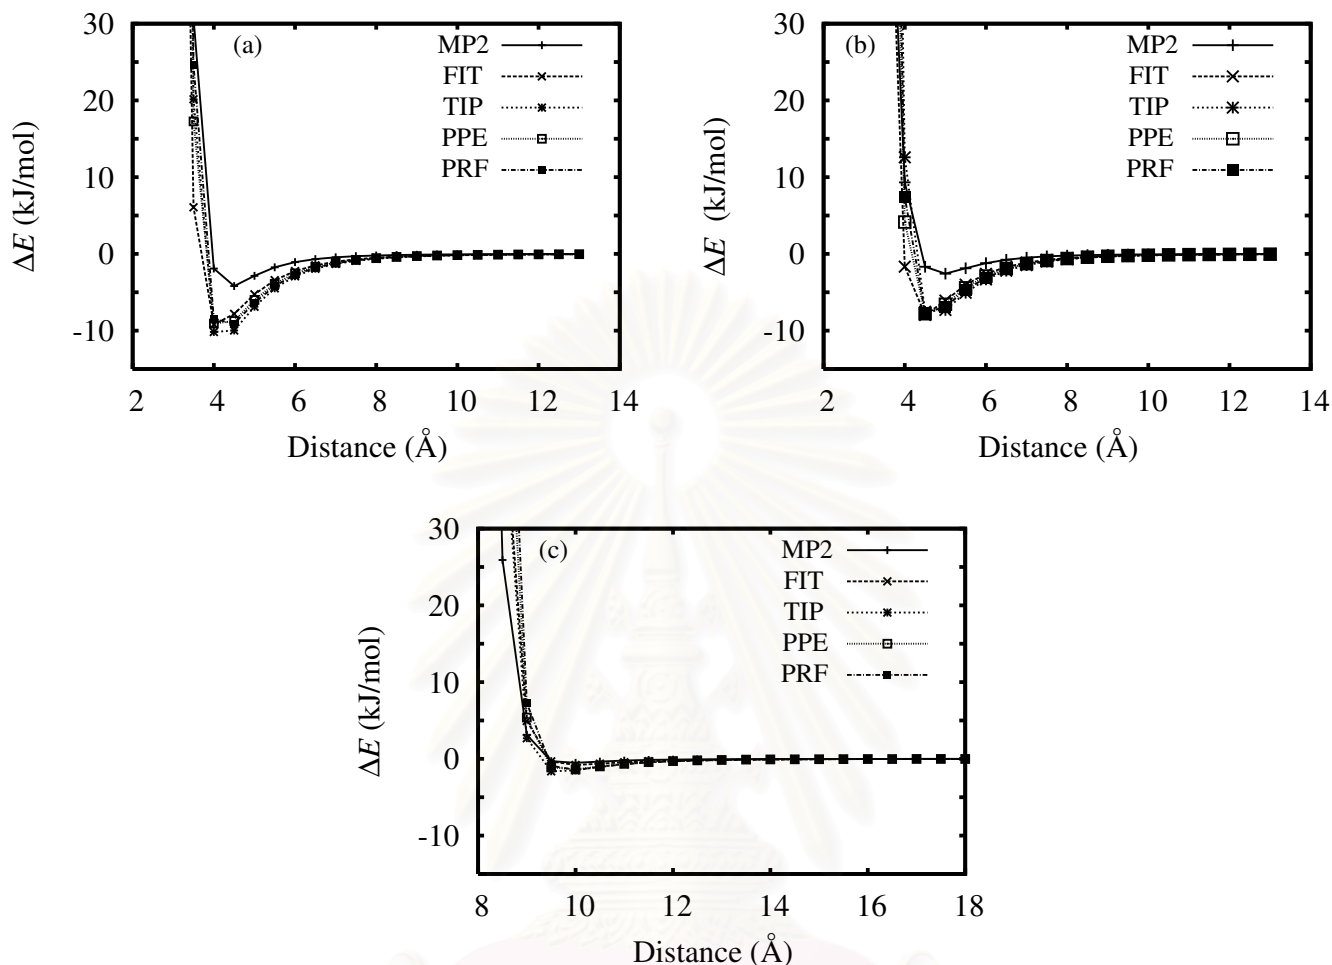 30
20
10
0
-10
ΔE (kJ/mol)
(a)
MP2
FIT
TIP
PPE
PRF
2 4 6 8 10 12 14
Distance (Å)
30
20
10
0
-10
ΔE (kJ/mol)
(b)
MP2
FIT
TIP
PPE
PRF
2 4 6 8 10 12 14
Distance (Å)
30
20
10
0
-10
ΔE (kJ/mol)
(c)
MP2
FIT
TIP
PPE
PRF
8 10 12 14 16 18
Distance (Å)